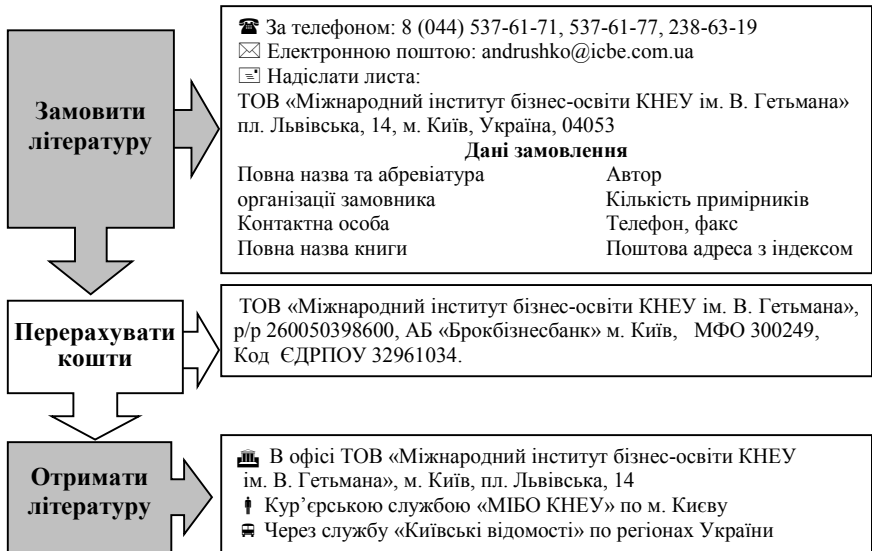 Замовити
літературу
☎ За телефоном: 8 (044) 537-61-71, 537-61-77, 238-63-19
✉ Електронною поштою: andrushko@icbe.com.ua
Надіслати листа:
ТОВ «Міжнародний інститут бізнес-освіти КНЕУ ім. В. Гетьмана»
пл. Львівська, 14, м. Київ, Україна, 04053
Дані замовлення
Повна назва та абревіатура
організації замовника
Контактна особа
Повна назва книги
Автор
Кількість примірників
Телефон, факс
Поштова адреса з індексом
Перерахувати
кошти
ТОВ «Міжнародний інститут бізнес-освіти КНЕУ ім. В. Гетьмана»,
р/р 260050398600, АБ «Брокбізнесбанк» м. Київ, МФО 300249,
Код ЄДРПОУ 32961034.
Отримати
літературу
В офісі ТОВ «Міжнародний інститут бізнес-освіти КНЕУ
ім. В. Гетьмана», м. Київ, пл. Львівська, 14
Кур’єрською службою «МІБО КНЕУ» по м. Києву
Через службу «Київські відомості» по регіонах України